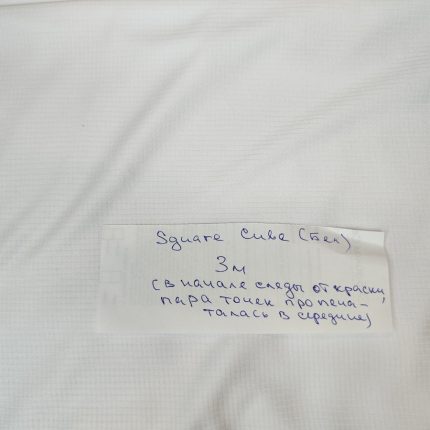 Square Cube (Бел)
3м
(в начале следы от краски,
пара точек пропеча-
талась в середине)